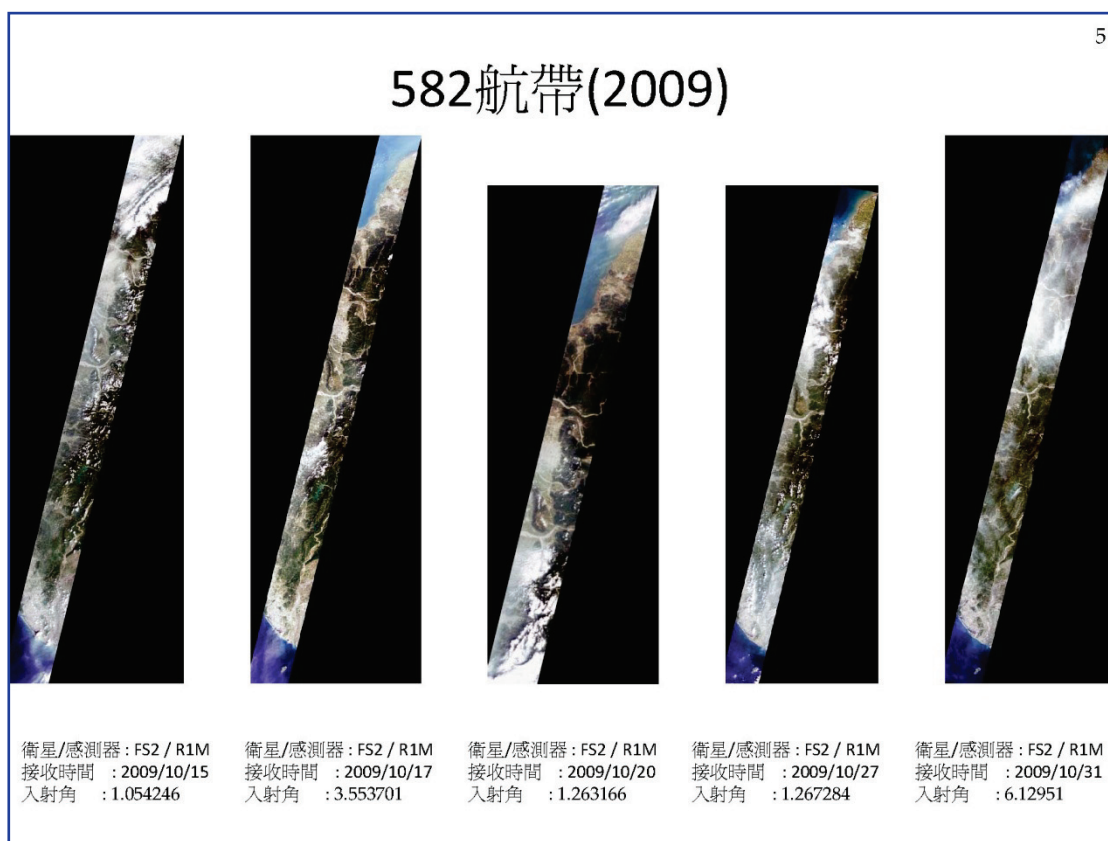 5
582航帶(2009)
衛星/感測器 : FS2 / R1M
接收時間 : 2009/10/15
入射角 : 1.054246
衛星/感測器 : FS2 / R1M
接收時間 : 2009/10/17
入射角 : 3.553701
衛星/感測器 : FS2 / R1M
接收時間 : 2009/10/20
入射角 : 1.263166
衛星/感測器 : FS2 / R1M
接收時間 : 2009/10/27
入射角 : 1.267284
衛星/感測器 : FS2 / R1M
接收時間 : 2009/10/31
入射角 : 6.12951